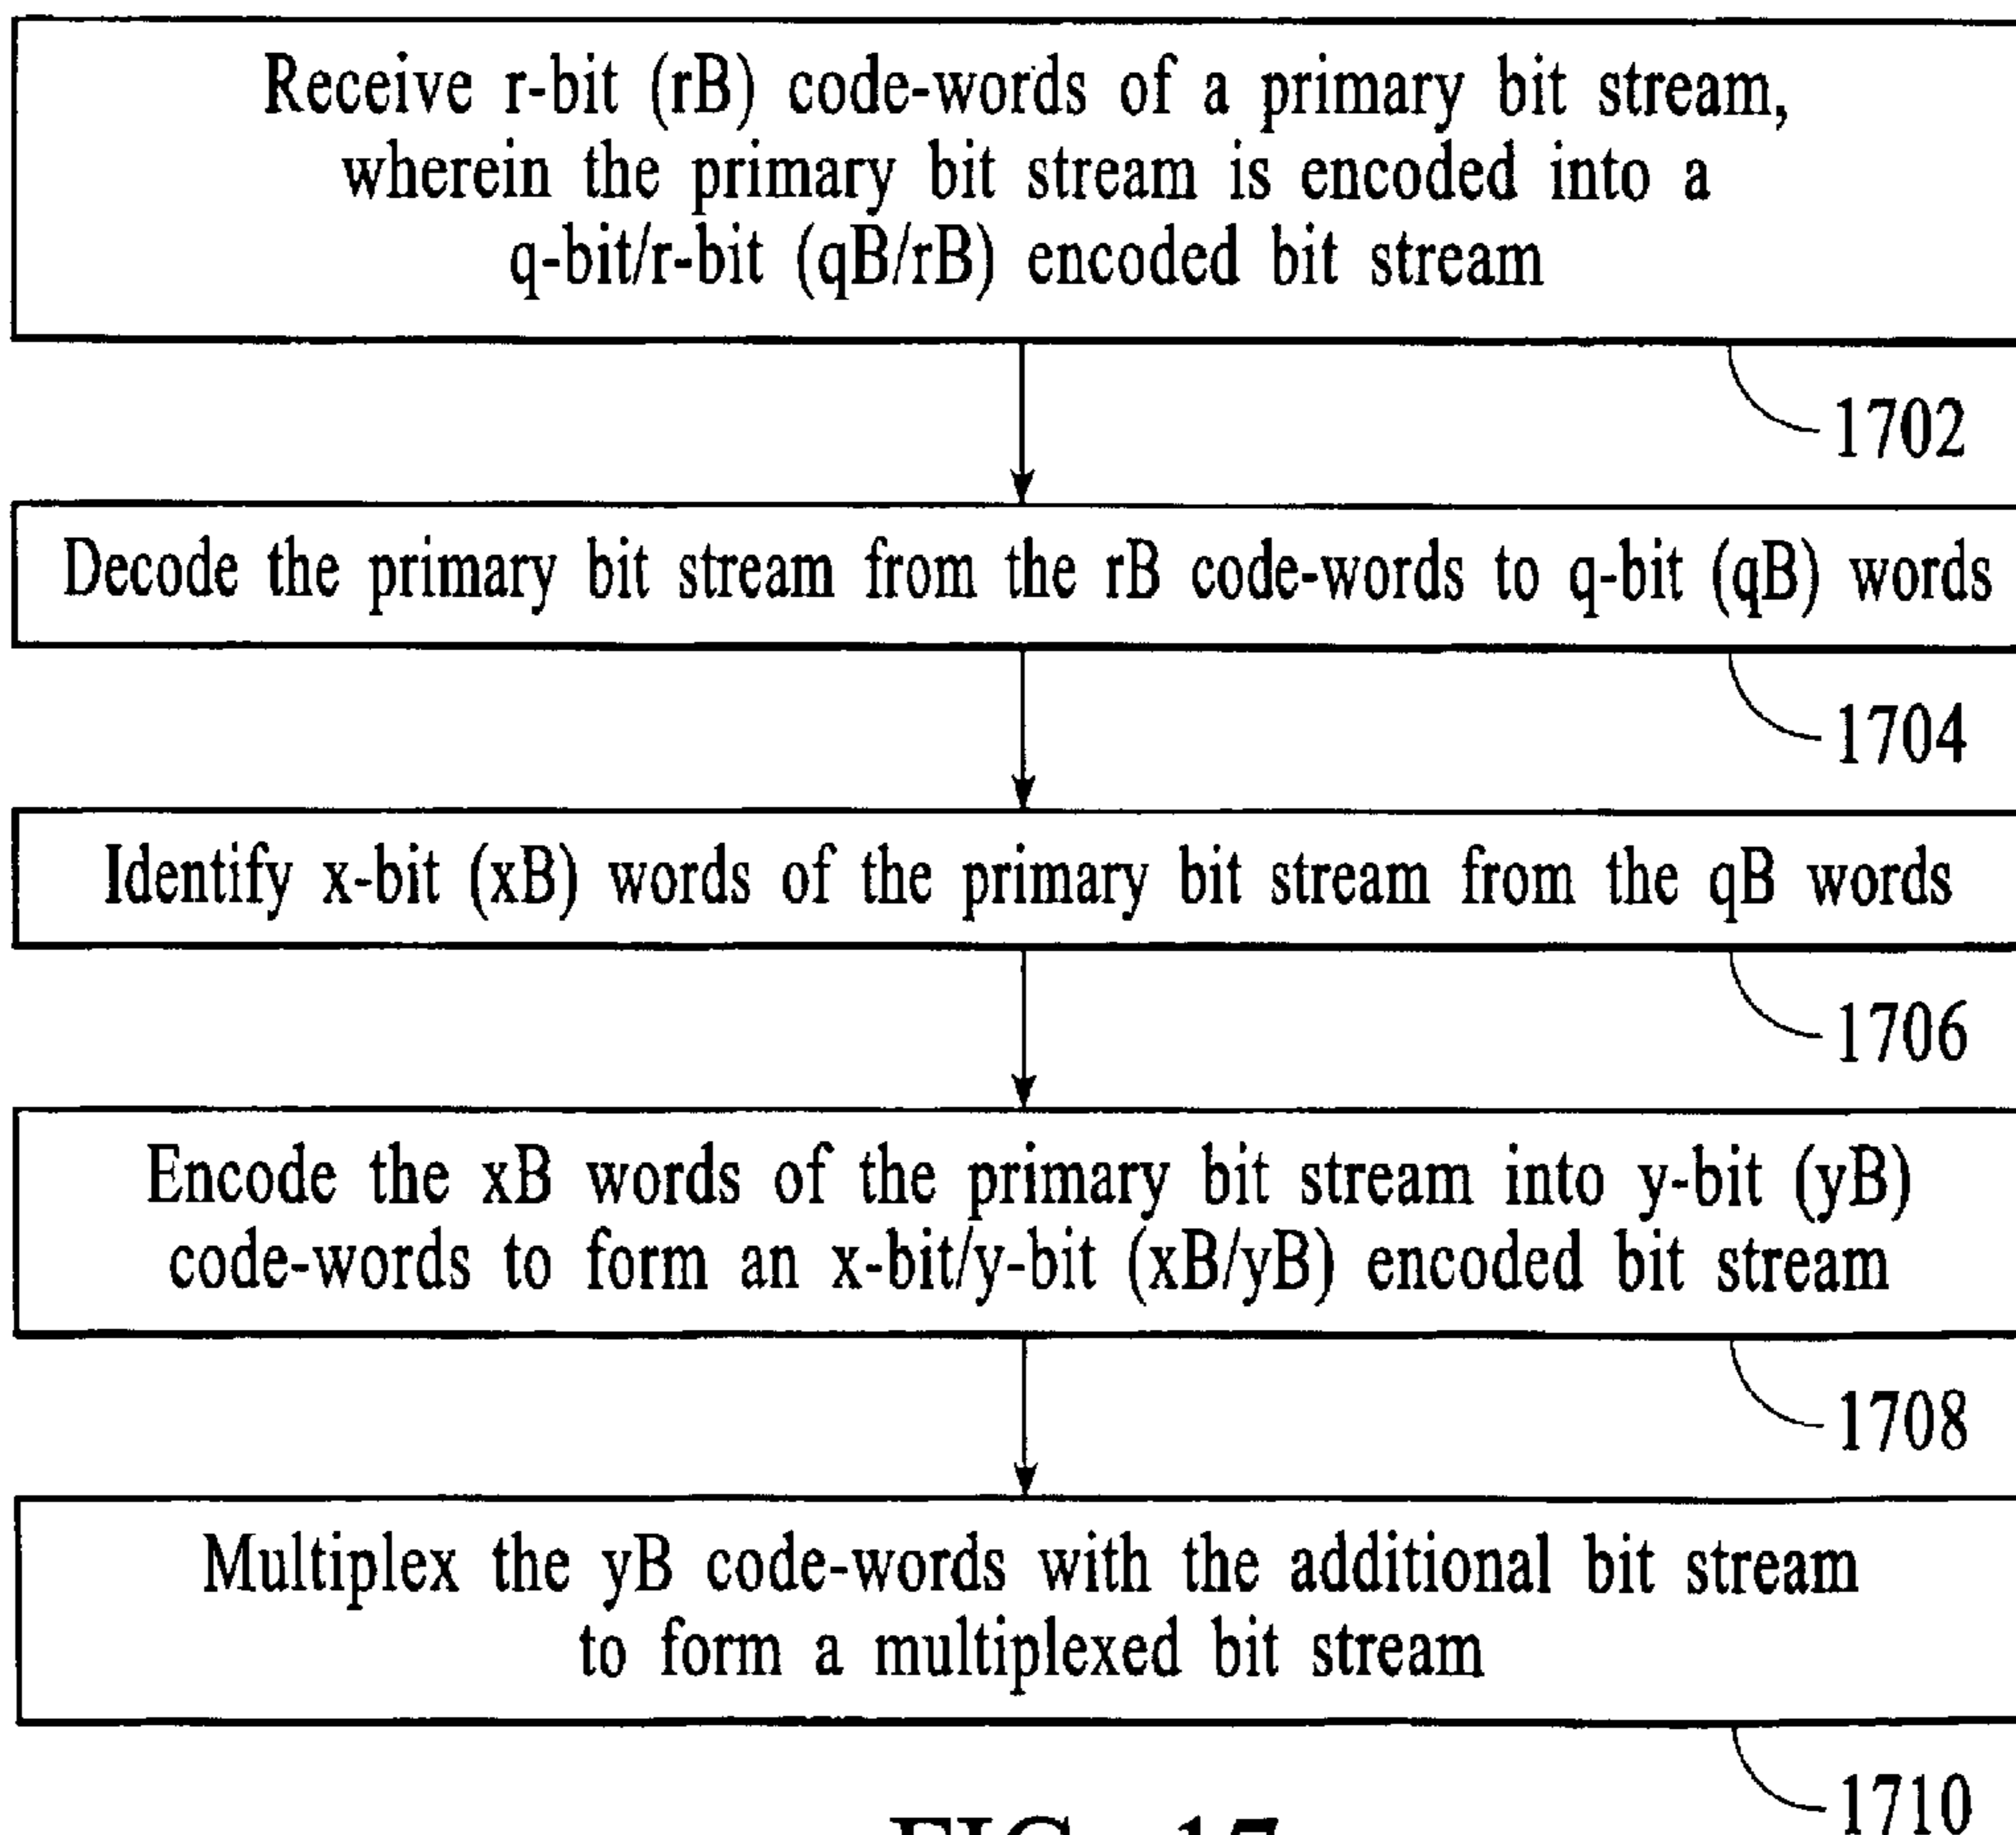 Receive r-bit (rB) code-words of a primary bit stream,
wherein the primary bit stream is encoded into a
q-bit/r-bit (qB/rB) encoded bit stream
1702
Decode the primary bit stream from the rB code-words to q-bit (qB) words
1704
Identify x-bit (xB) words of the primary bit stream from the qB words
1706
Encode the xB words of the primary bit stream into y-bit (yB)
code-words to form an x-bit/y-bit (xB/yB) encoded bit stream
1708
Multiplex the yB code-words with the additional bit stream
to form a multiplexed bit stream
1710
FIG. 17